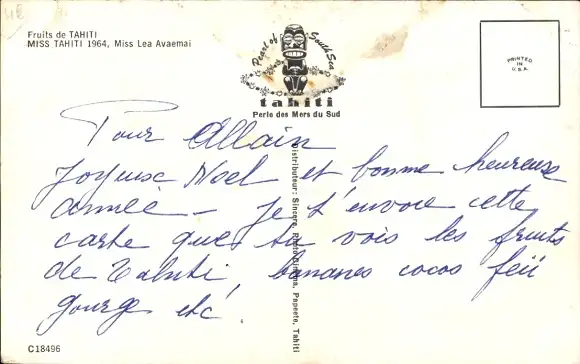 Fruits de TAHITI
MISS TAHITI 1964, Miss Lea Avaemai
Pearl of South Sea
tahiti
Perle des Mers du Sud
PRINTED
IN
U.S.A.
Pour Allain
Joyeuse Noel et bonne heureuse
année - je t'envoie cette
carte que tu vois les fruits
de Tahiti, bananes cocos feii
etc.
Distributeur: Sincere Photo Cinema, Papeete, Tahiti
C18496